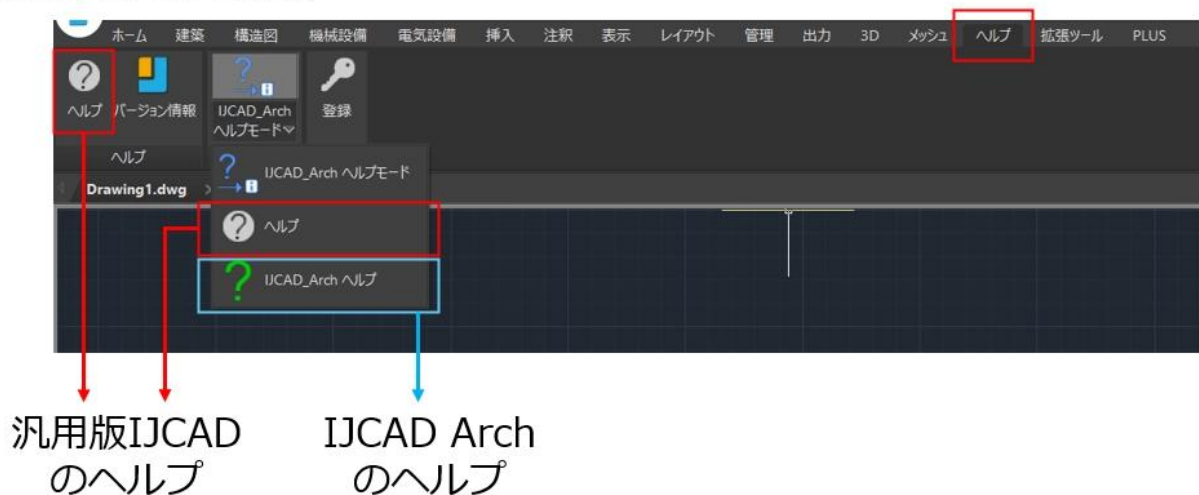 ホーム 建築 構造図 機械設備 電気設備 挿入 注釈 表示 レイアウト 管理 出力 3D メッシュ ヘルプ 拡張ツール PLUS
ヘルプ バージョン情報 IJCAD_Arch 登録
ヘルプモード
ヘルプ
IJCAD_Arch ヘルプモード
Drawing1.dwg
ヘルプ
IJCAD_Arch ヘルプ
汎用版IJCAD
のヘルプ
IJCAD Arch
のヘルプ